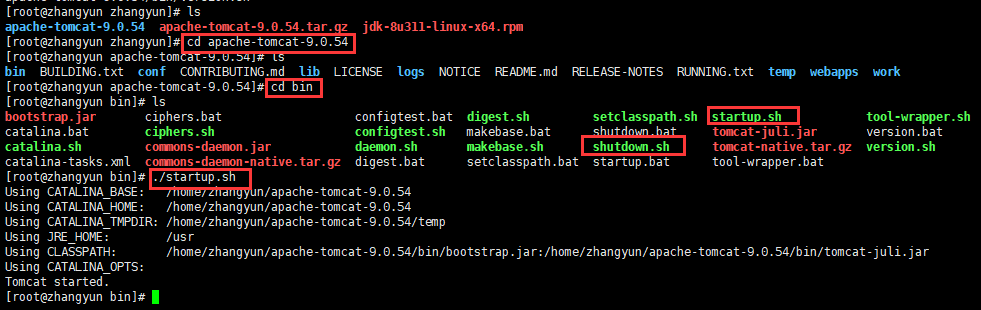 [root@zhangyun zhangyun]# ls
apache-tomcat-9.0.54  apache-tomcat-9.0.54.tar.gz  jdk-8u311-linux-x64.rpm
[root@zhangyun zhangyun]# cd apache-tomcat-9.0.54
[root@zhangyun apache-tomcat-9.0.54]# ls
bin  BUILDING.txt  conf  CONTRIBUTING.md  lib  LICENSE  logs  NOTICE  README.md  RELEASE-NOTES  RUNNING.txt  temp  webapps  work
[root@zhangyun apache-tomcat-9.0.54]# cd bin
[root@zhangyun bin]# ls
bootstrap.jar  ciphers.bat  configtest.bat  digest.sh  setclasspath.sh  startup.sh  tool-wrapper.sh
catalina.bat  ciphers.sh  configtest.sh  makebase.bat  shutdown.bat  tomcat-juli.jar  version.bat
catalina.sh  commons-daemon.jar  daemon.sh  makebase.sh  shutdown.sh  tomcat-native.tar.gz  version.sh
catalina-tasks.xml  commons-daemon-native.tar.gz  digest.bat  setclasspath.bat  startup.bat  tool-wrapper.bat
[root@zhangyun bin]# ./startup.sh
Using CATALINA_BASE:   /home/zhangyun/apache-tomcat-9.0.54
Using CATALINA_HOME:   /home/zhangyun/apache-tomcat-9.0.54
Using CATALINA_TMPDIR: /home/zhangyun/apache-tomcat-9.0.54/temp
Using JRE_HOME:        /usr
Using CLASSPATH:       /home/zhangyun/apache-tomcat-9.0.54/bin/bootstrap.jar:/home/zhangyun/apache-tomcat-9.0.54/bin/tomcat-juli.jar
Using CATALINA_OPTS:
Tomcat started.
[root@zhangyun bin]#